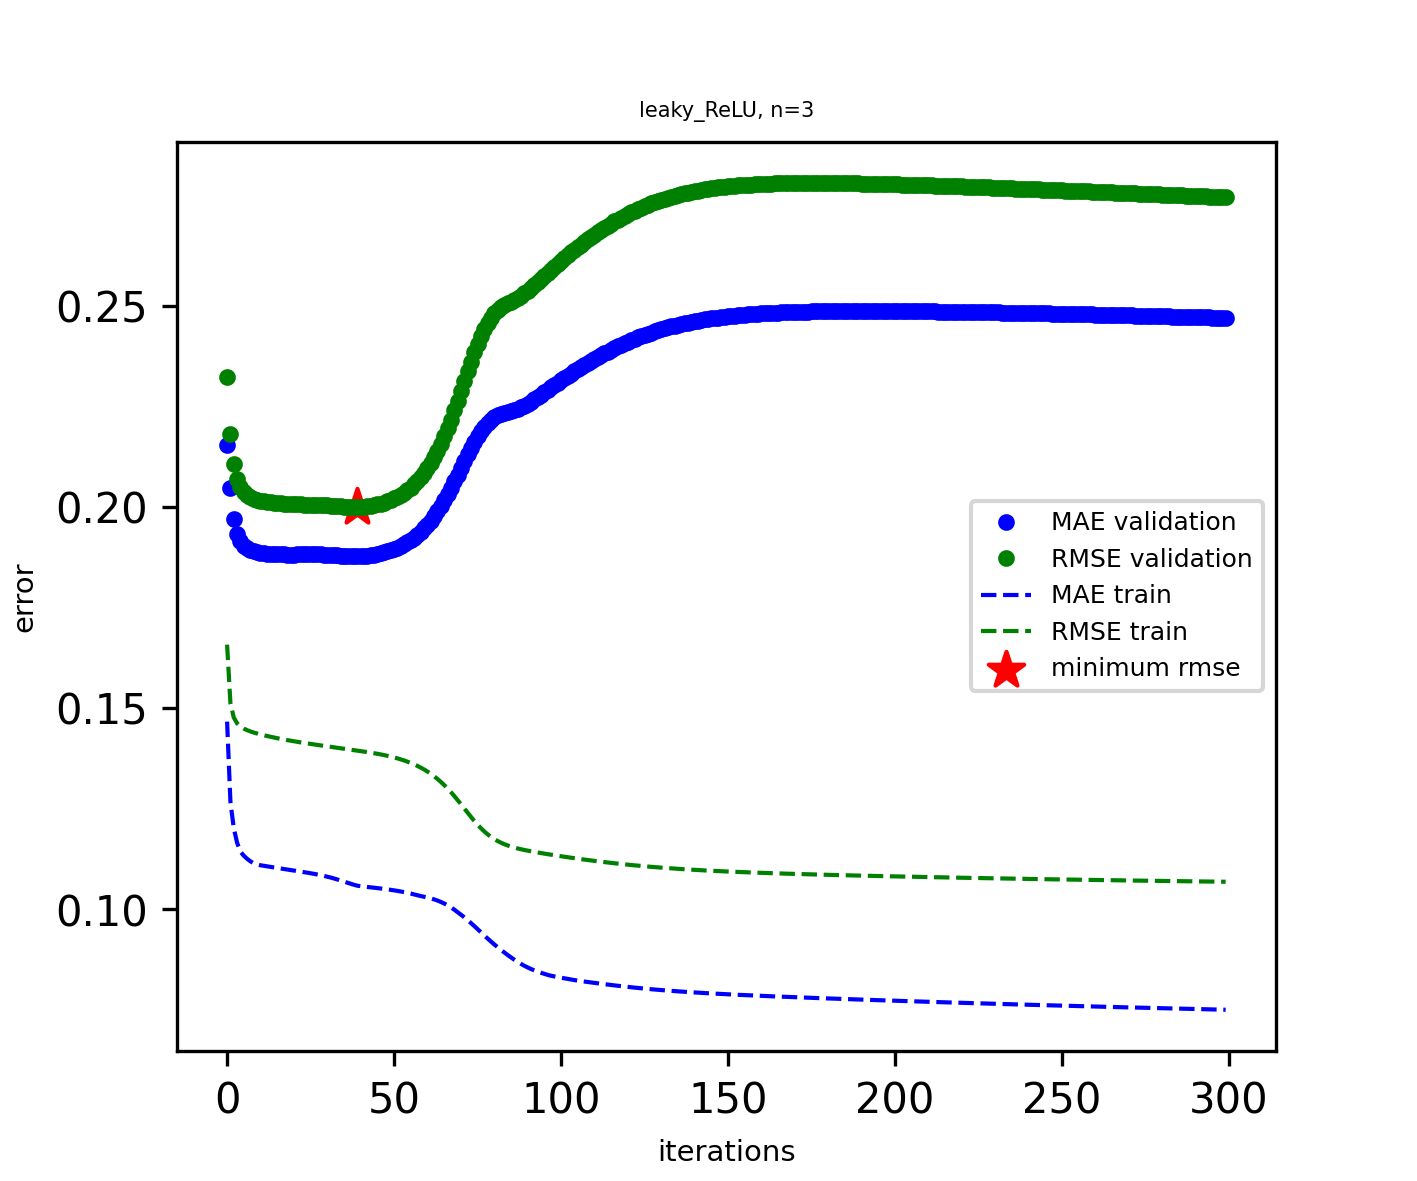 leaky_ReLU, n=3
error
0.25
0.20
0.15
0.10
MAE validation
RMSE validation
MAE train
RMSE train
minimum rmse
0 50 100 150 200 250 300
iterations